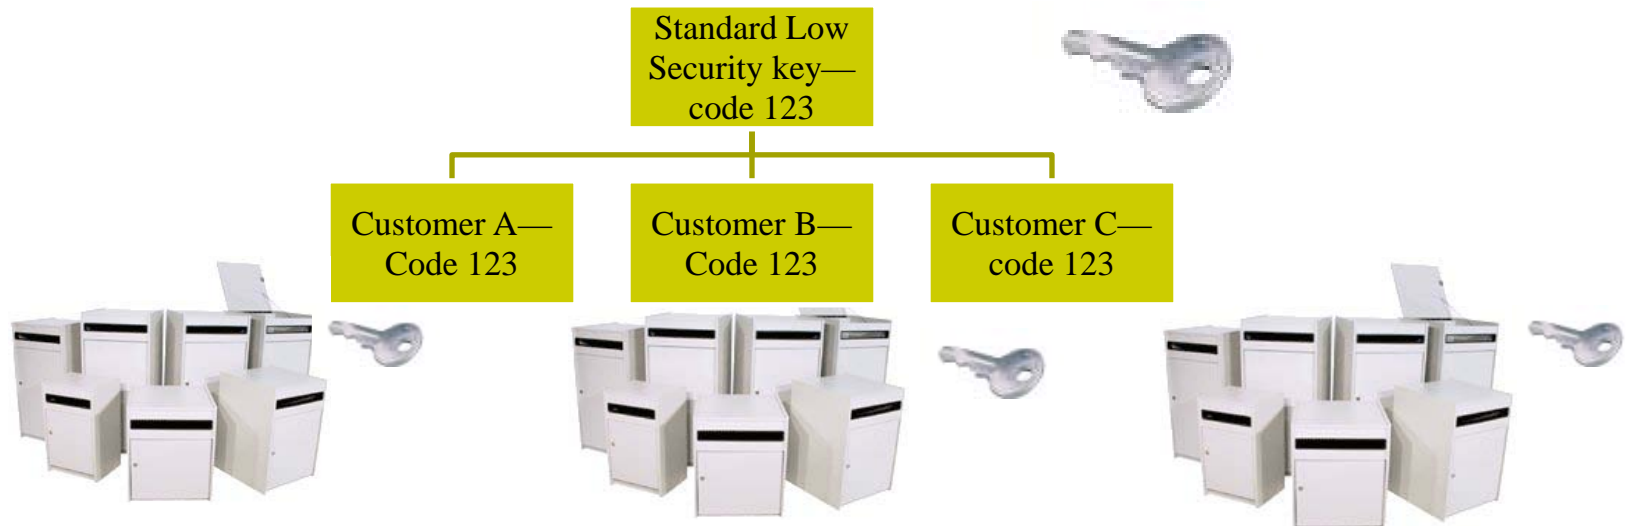 Standard Low
Security key—
code 123
Customer A—
Code 123
Customer B—
Code 123
Customer C—
code 123